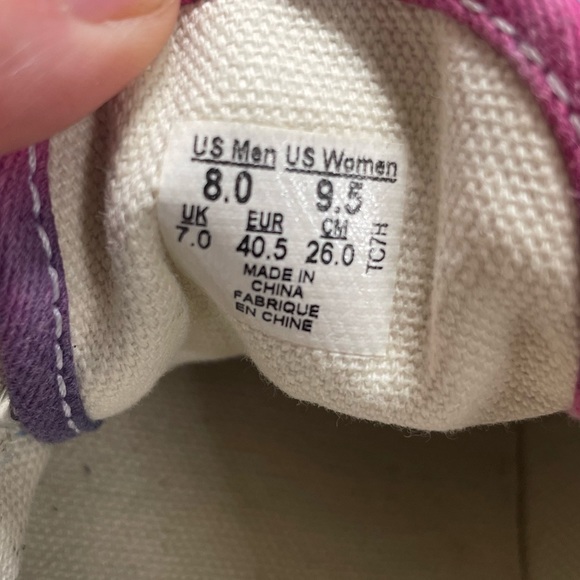 US Men US Women
8.0 9.5
UK EUR CM
7.0 40.5 26.0
TC7H
MADE IN
CHINA
FABRIQUE
EN CHINE